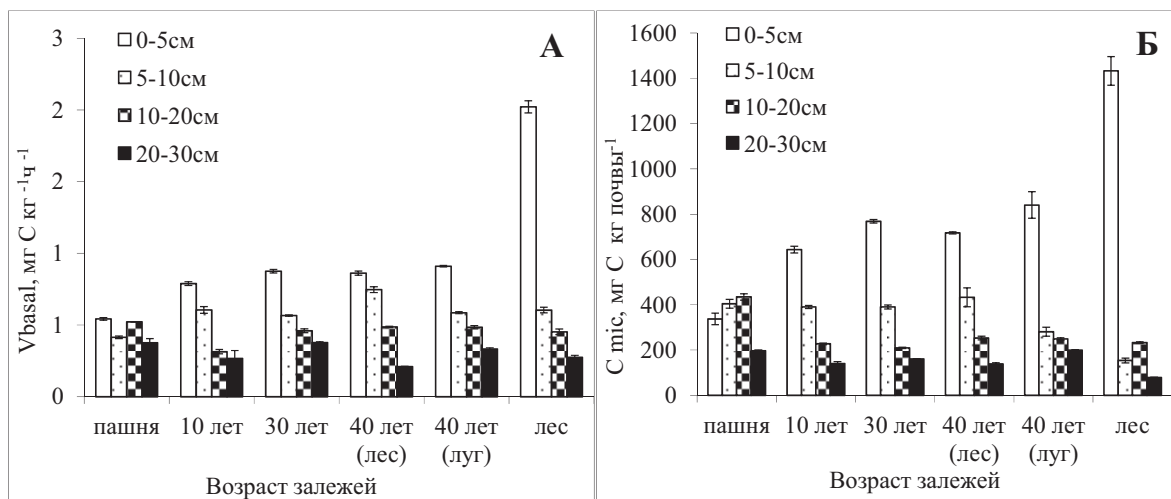 А
0-5см
5-10см
10-20см
20-30см
3
2
2
1
1
0
Vbasal, мг С кг -1ч -1
пашня 10 лет 30 лет 40 лет (лес) 40 лет (луг) лес
Возраст залежей
Б
0-5см
5-10см
10-20см
20-30см
1600
1400
1200
1000
800
600
400
200
0
C mic, мг С кг почвы-1
пашня 10 лет 30 лет 40 лет (лес) 40 лет (луг) лес
Возраст залежей